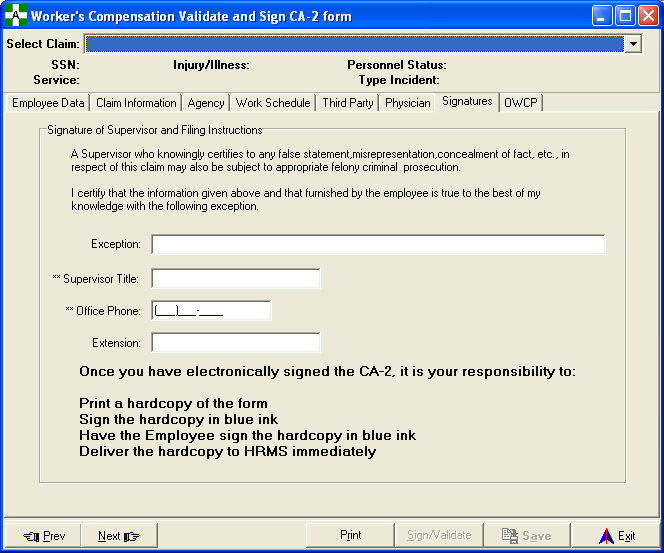 Worker's Compensation Validate and Sign CA-2 form
Select Claim:
SSN: Injury/Illness: Personnel Status:
Service: Type Incident:
Employee Data Claim Information Agency Work Schedule Third Party Physician Signatures OWCP
Signature of Supervisor and Filing Instructions
A Supervisor who knowingly certifies to any false statement,misrepresentation,concealment of fact, etc., in
respect of this claim may also be subject to appropriate felony criminal prosecution.
I certify that the information given above and that furnished by the employee is true to the best of my
knowledge with the following exception.
Exception:
** Supervisor Title:
** Office Phone: (___)___-____
Extension:
Once you have electronically signed the CA-2, it is your responsibility to:
Print a hardcopy of the form
Sign the hardcopy in blue ink
Have the Employee sign the hardcopy in blue ink
Deliver the hardcopy to HRMS immediately
Prev Next Print Sign/Validate Save Exit